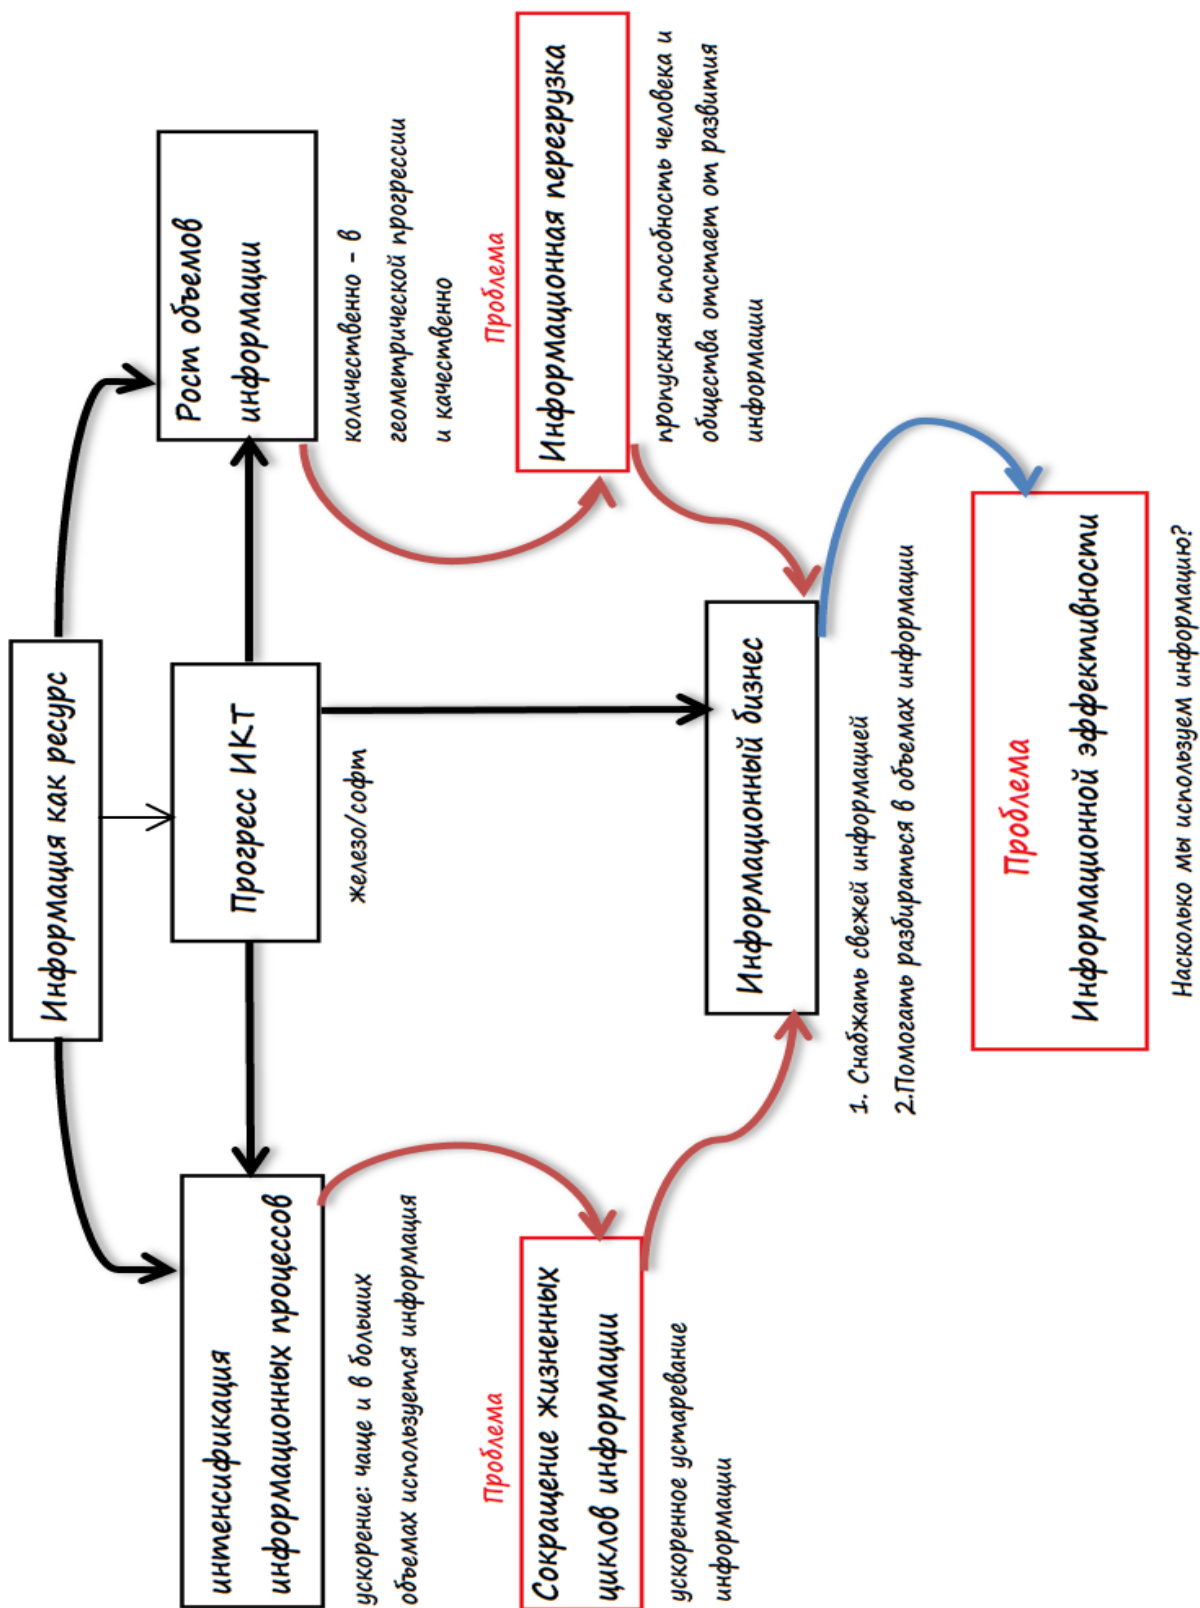 Информация как ресурс
интенсификация
информационных процессов
ускорение: чаще и в больших
объемах используется информация
Прогресс ИКТ
железо/софт
Рост объемов
информации
количественно – в
геометрической прогрессии
и качественно
Проблема
Сокращение жизненных
циклов информации
ускоренное устаревание
информации
Проблема
Информационная перегрузка
пропускная способность человека и
общества отстает от развития
информации
Информационный бизнес
1. Снабжать свежей информацией
2.Помогать разбираться в объемах информации
Проблема
Информационной эффективности
Насколько мы используем информацию?